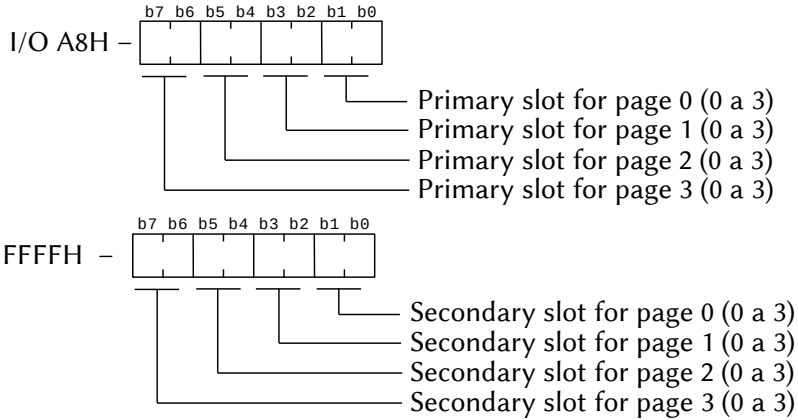 b7 b6 b5 b4 b3 b2 b1 b0
I/O A8H –
Primary slot for page 0 (0 a 3)
Primary slot for page 1 (0 a 3)
Primary slot for page 2 (0 a 3)
Primary slot for page 3 (0 a 3)
b7 b6 b5 b4 b3 b2 b1 b0
FFFFH –
Secondary slot for page 0 (0 a 3)
Secondary slot for page 1 (0 a 3)
Secondary slot for page 2 (0 a 3)
Secondary slot for page 3 (0 a 3)